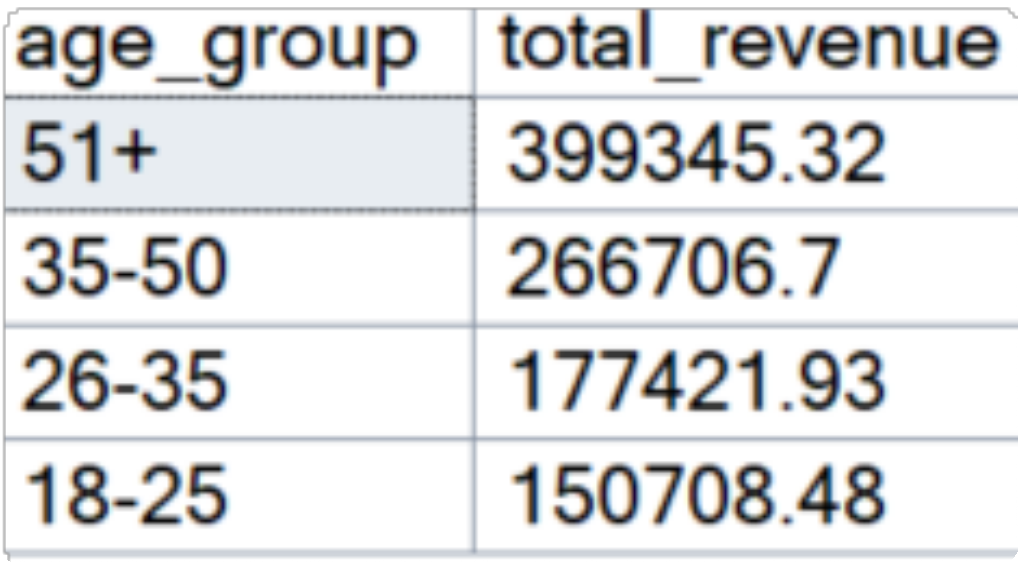 age_group total_revenue
51+ 399345.32
35-50 266706.7
26-35 177421.93
18-25 150708.48